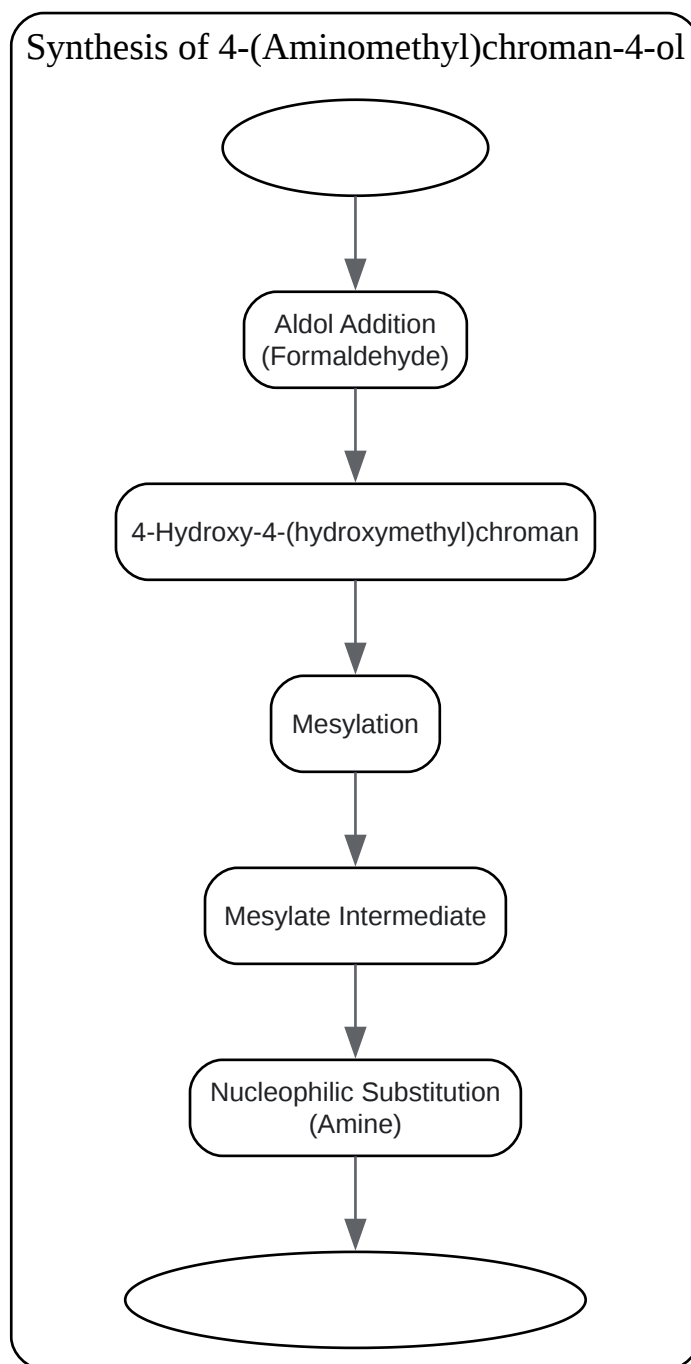 Synthesis of 4-(Aminomethyl)chroman-4-ol
Aldol Addition
(Formaldehyde)
4-Hydroxy-4-(hydroxymethyl)chroman
Mesylation
Mesylate Intermediate
Nucleophilic Substitution
(Amine)